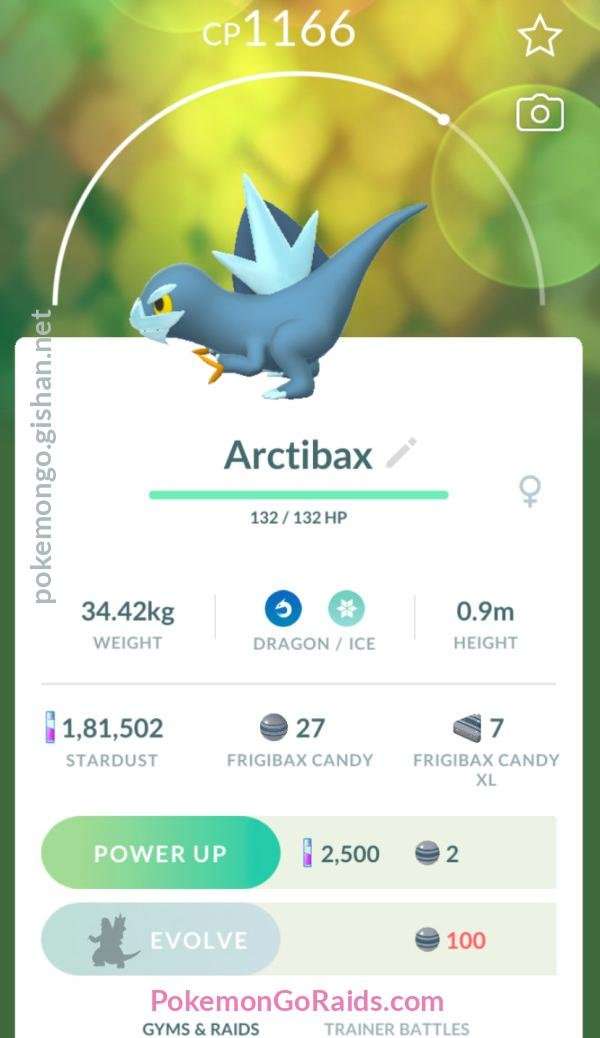 CP1166
pokemongo.gishan.net
Arctibax
132 / 132 HP
34.42kg
WEIGHT
DRAGON / ICE
0.9m
HEIGHT
1,81,502
STARDUST
27
FRIGIBAX CANDY
7
FRIGIBAX CANDY
XL
POWER UP 2,500 2
EVOLVE 100
PokemonGoRaids.com
GYMS & RAIDS TRAINER BATTLES